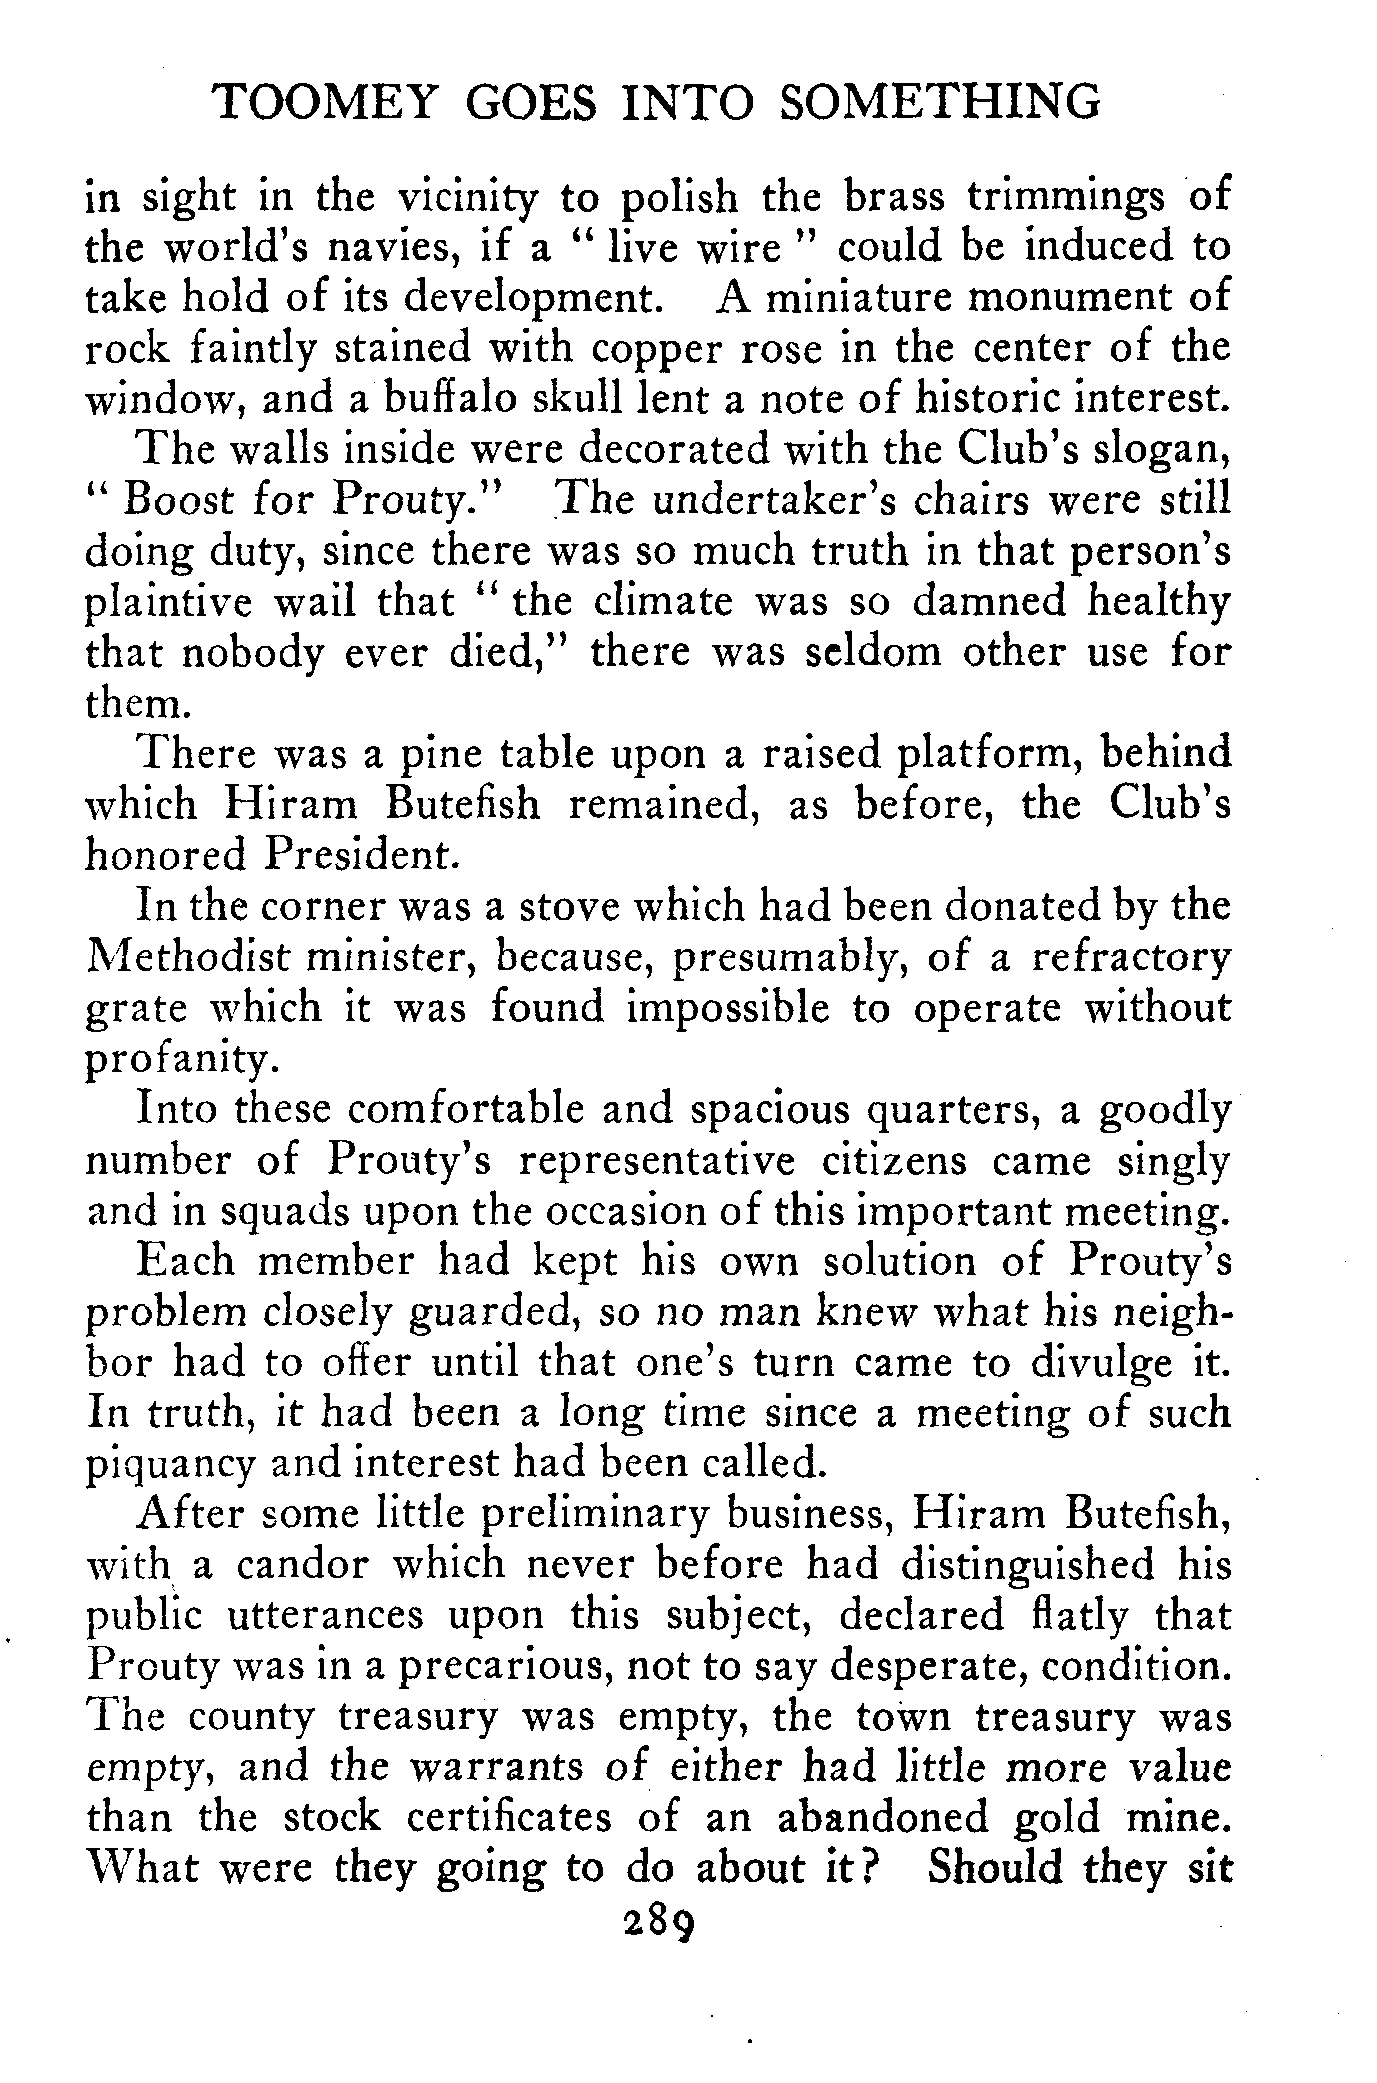 TOOMEY GOES INTO SOMETHING
in sight in the vicinity to polish the brass trimmings of
the world's navies, if a " live wire " could be induced to
take hold of its development. A miniature monument of
rock faintly stained with copper rose in the center of the
window, and a buffalo skull lent a note of historic interest.
The walls inside were decorated with the Club's slogan,
" Boost for Prouty." The undertaker's chairs were still
doing duty, since there was so much truth in that person's
plaintive wail that " the climate was so damned healthy
that nobody ever died," there was seldom other use for
them.
There was a pine table upon a raised platform, behind
which Hiram Butefish remained, as before, the Club's
honored President.
In the corner was a stove which had been donated by the
Methodist minister, because, presumably, of a refractory
grate which it was found impossible to operate without
profanity.
Into these comfortable and spacious quarters, a goodly
number of Prouty's representative citizens came singly
and in squads upon the occasion of this important meeting.
Each member had kept his own solution of Prouty's
problem closely guarded, so no man knew what his neigh-
bor had to offer until that one's turn came to divulge it.
In truth, it had been a long time since a meeting of such
piquancy and interest had been called.
After some little preliminary business, Hiram Butefish,
with a candor which never before had distinguished his
public utterances upon this subject, declared flatly that
Prouty was in a precarious, not to say desperate, condition.
The county treasury was empty, the town treasury was
empty, and the warrants of either had little more value
than the stock certificates of an abandoned gold mine.
What were they going to do about it? Should they sit
289